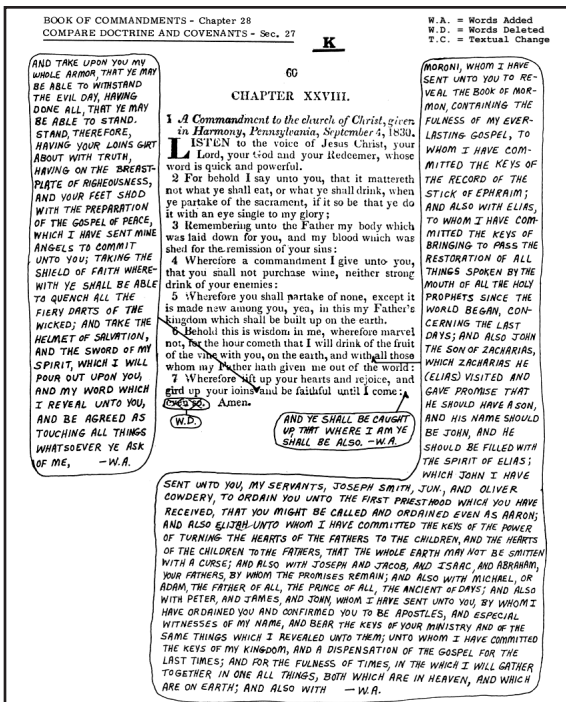 BOOK OF COMMANDMENTS - Chapter 28
COMPARE DOCTRINE AND COVENANTS - Sec. 27
K
W.A. = Words Added
W.D. = Words Deleted
T.C. = Textual Change
AND TAKE UPON YOU MY
WHOLE ARMOR, THAT YE MAY
BE ABLE TO WITHSTAND
THE EVIL DAY, HAVING
DONE ALL, THAT YE MAY
BE ABLE TO STAND.
STAND, THEREFORE,
HAVING YOUR LOINS GIRT
ABOUT WITH TRUTH,
HAVING ON THE BREAST-
PLATE OF RIGHEOUSNESS,
AND YOUR FEET SHOD
WITH THE PREPARATION
OF THE GOSPEL OF PEACE,
WHICH I HAVE SENT MINE
ANGELS TO COMMIT
UNTO YOU; TAKING THE
SHIELD OF FAITH WHERE-
WITH YE SHALL BE ABLE
TO QUENCH ALL THE
FIERY DARTS OF THE
WICKED; AND TAKE THE
HELMET OF SALVATION,
AND THE SWORD OF MY
SPIRIT, WHICH I WILL
POUR OUT UPON YOU,
AND MY WORD WHICH
I REVEAL UNTO YOU,
AND BE AGREED AS
TOUCHING ALL THINGS
WHATSOEVER YE ASK
OF ME, —W.A.
60
CHAPTER XXVIII.
1 A Commandment to the church of Christ, given
in Harmony, Pennsylvania, September 4, 1830.
LISTEN to the voice of Jesus Christ, your
Lord, your God and your Redeemer, whose
word is quick and powerful.
2 For behold I say unto you, that it mattereth
not what ye shall eat, or what ye shall drink, when
ye partake of the sacrament, if it so be that ye do
it with an eye single to my glory;
3 Remembering unto the Father my body which
was laid down for you, and my blood which was
shed for the remission of your sins:
4 Wherefore a commandment I give unto you,
that you shall not purchase wine, neither strong
drink of your enemies:
5 Wherefore you shall partake of none, except it
is made new among you, yea, in this my Father's
kingdom which shall be built up on the earth.
6 Behold this is wisdom in me, wherefore marvel
not, for the hour cometh that I will drink of the fruit
of the vine with you, on the earth, and with all those
whom my Father hath given me out of the world:
7 Wherefore lift up your hearts and rejoice, and
gird up your loins and be faithful until I come:
even so. Amen.
W.D.
AND YE SHALL BE CAUGHT
UP, THAT WHERE I AM YE
SHALL BE ALSO. —W.A.
MORONI, WHOM I HAVE
SENT UNTO YOU TO RE-
VEAL THE BOOK OF MOR-
MON, CONTAINING THE
FULNESS OF MY EVER-
LASTING GOSPEL, TO
WHOM I HAVE COM-
MITTED THE KEYS OF
THE RECORD OF THE
STICK OF EPHRAIM;
AND ALSO WITH ELIAS,
TO WHOM I HAVE COM-
MITTED THE KEYS OF
BRINGING TO PASS THE
RESTORATION OF ALL
THINGS SPOKEN BY THE
MOUTH OF ALL THE HOLY
PROPHETS SINCE THE
WORLD BEGAN, CON-
CERNING THE LAST
DAYS; AND ALSO JOHN
THE SON OF ZACHARIAS,
WHICH ZACHARIAS HE
(ELIAS) VISITED AND
GAVE PROMISE THAT
HE SHOULD HAVE A SON,
AND HIS NAME SHOULD
BE JOHN, AND HE
SHOULD BE FILLED WITH
THE SPIRIT OF ELIAS;
WHICH JOHN I HAVE
SENT UNTO YOU, MY SERVANTS, JOSEPH SMITH, JUN., AND OLIVER
COWDERY, TO ORDAIN YOU UNTO THE FIRST PRIESTHOOD WHICH YOU HAVE
RECEIVED, THAT YOU MIGHT BE CALLED AND ORDAINED EVEN AS AARON;
AND ALSO ELIJAH UNTO WHOM I HAVE COMMITTED THE KEYS OF THE POWER
OF TURNING THE HEARTS OF THE FATHERS TO THE CHILDREN, AND THE HEARTS
OF THE CHILDREN TO THE FATHERS, THAT THE WHOLE EARTH MAY NOT BE SMITTEN
WITH A CURSE; AND ALSO WITH JOSEPH AND JACOB, AND ISAAC, AND ABRAHAM,
YOUR FATHERS, BY WHOM THE PROMISES REMAIN; AND ALSO WITH MICHAEL, OR
ADAM, THE FATHER OF ALL, THE PRINCE OF ALL, THE ANCIENT OF DAYS; AND ALSO
WITH PETER, AND JAMES, AND JOHN, WHOM I HAVE SENT UNTO YOU, BY WHOM I
HAVE ORDAINED YOU AND CONFIRMED YOU TO BE APOSTLES, AND ESPECIAL
WITNESSES OF MY NAME, AND BEAR THE KEYS OF YOUR MINISTRY AND OF THE
SAME THINGS WHICH I REVEALED UNTO THEM; UNTO WHOM I HAVE COMMITTED
THE KEYS OF MY KINGDOM, AND A DISPENSATION OF THE GOSPEL FOR THE
LAST TIMES; AND FOR THE FULNESS OF TIMES, IN THE WHICH I WILL GATHER
TOGETHER IN ONE ALL THINGS, BOTH WHICH ARE IN HEAVEN, AND WHICH
ARE ON EARTH; AND ALSO WITH —W.A.